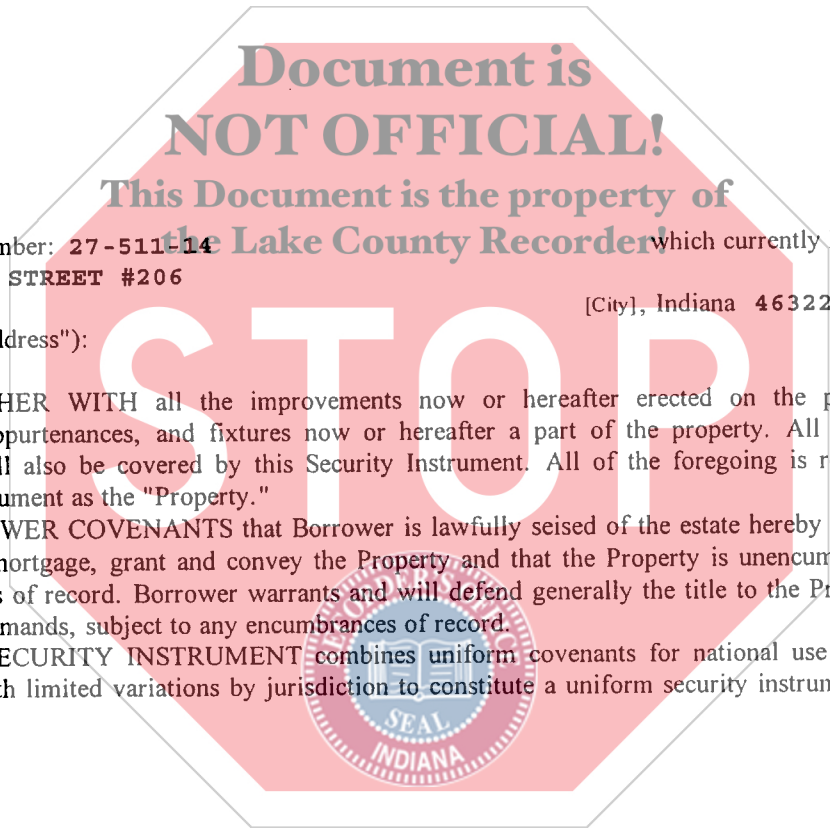 Document is
NOT OFFICIAL!
This Document is the property of
the Lake County Recorder!
mber: 27-511-14 which currently
STREET #206
[City], Indiana 46322
ddress"):
STOP
HER WITH all the improvements now or hereafter erected on the p
ppurtenances, and fixtures now or hereafter a part of the property. All
ll also be covered by this Security Instrument. All of the foregoing is r
ument as the "Property."
WER COVENANTS that Borrower is lawfully seised of the estate hereby
nortgage, grant and convey the Property and that the Property is unencum
s of record. Borrower warrants and will defend generally the title to the Pr
mands, subject to any encumbrances of record.
ECURITY INSTRUMENT combines uniform covenants for national use
th limited variations by jurisdiction to constitute a uniform security instrum
RECORDER'S OFFICE
SEAL
INDIANA